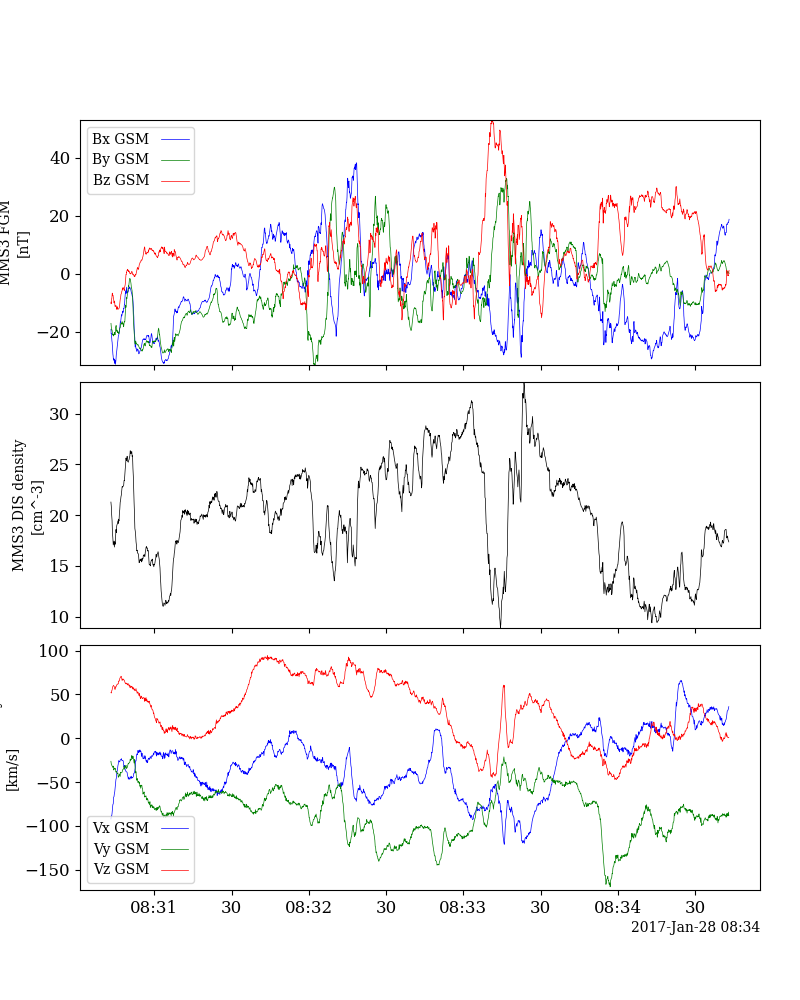 Bx GSM
By GSM
Bz GSM
MMS3 FGM
[nT]
40
20
0
−20
MMS3 DIS density
[cm^-3]
30
25
20
15
10
[km/s]
100
50
0
−50
−100
−150
Vx GSM
Vy GSM
Vz GSM
08:31 30 08:32 30 08:33 30 08:34 30
2017-Jan-28 08:34